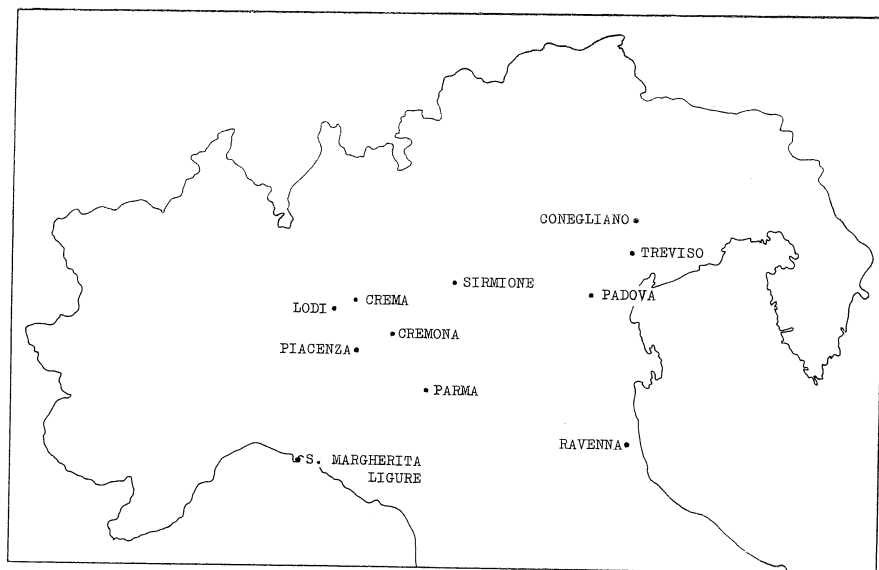 CONEGLIANO
TREVISO
SIRMIONE
PADOVA
CREMA
LODI
CREMONA
PIACENZA
PARMA
RAVENNA
S. MARGHERITA
LIGURE